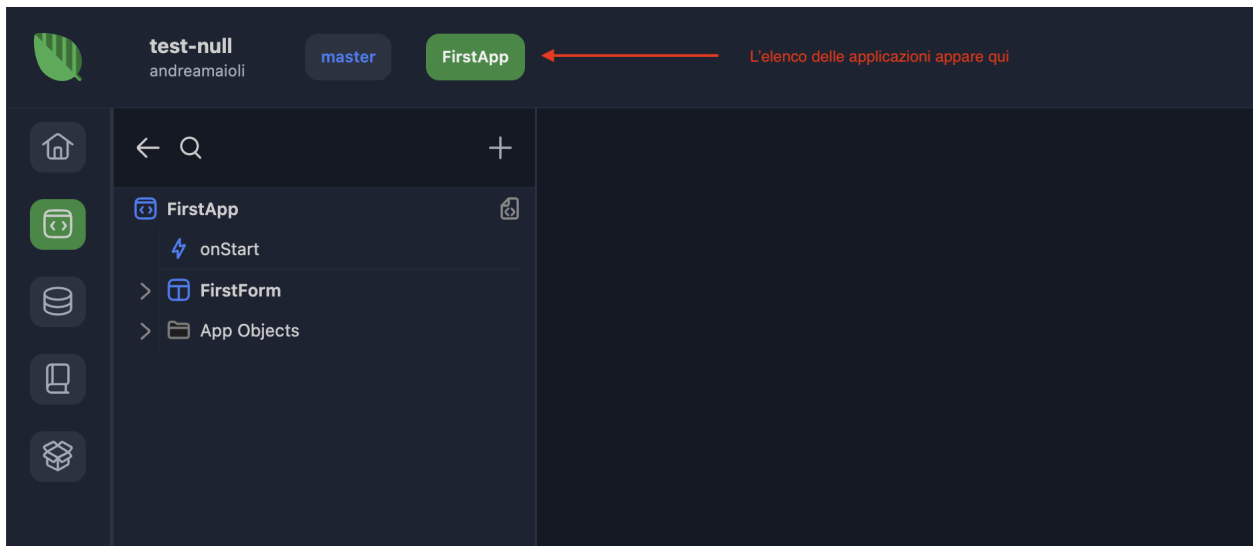 test-null
andreamaioli
master
FirstApp
L'elenco delle applicazioni appare qui
FirstApp
onStart
FirstForm
App Objects